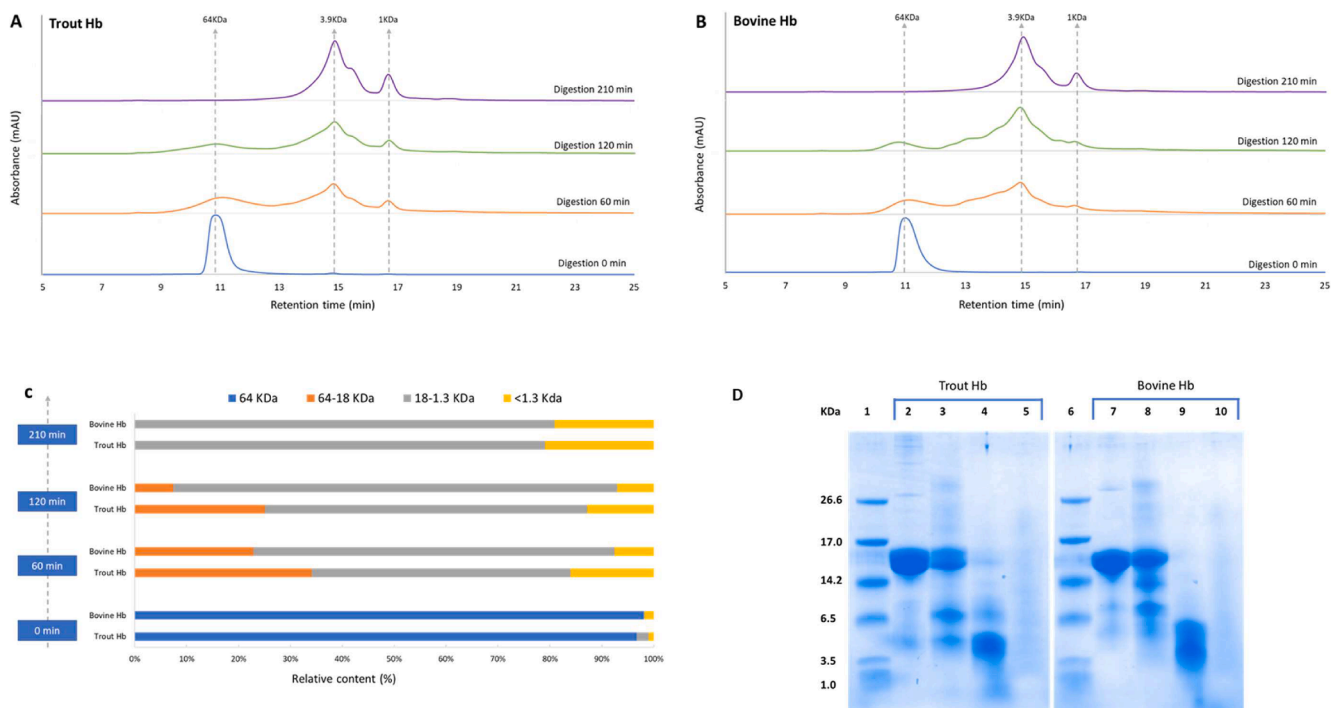 A Trout Hb
64KDa 3.9KDa 1KDa
Absorbance (mAU)
Digestion 210 min
Digestion 120 min
Digestion 60 min
Digestion 0 min
5 7 9 11 13 15 17 19 21 23 25
Retention time (min)
B Bovine Hb
64KDa 3.9KDa 1KDa
Absorbance (mAU)
Digestion 210 min
Digestion 120 min
Digestion 60 min
Digestion 0 min
5 7 9 11 13 15 17 19 21 23 25
Retention time (min)
C
64 KDa 64-18 KDa 18-1.3 KDa <1.3 Kda
210 min
Bovine Hb
Trout Hb
120 min
Bovine Hb
Trout Hb
60 min
Bovine Hb
Trout Hb
0 min
Bovine Hb
Trout Hb
0% 10% 20% 30% 40% 50% 60% 70% 80% 90% 100%
Relative content (%)
D
Trout Hb Bovine Hb
KDa 1 2 3 4 5 6 7 8 9 10
26.6
17.0
14.2
6.5
3.5
1.0